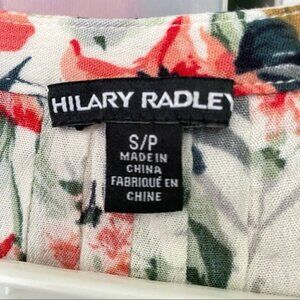 HILARY RADLEY
S/P
MADE IN
CHINA
FABRIQUÉ EN
CHINE